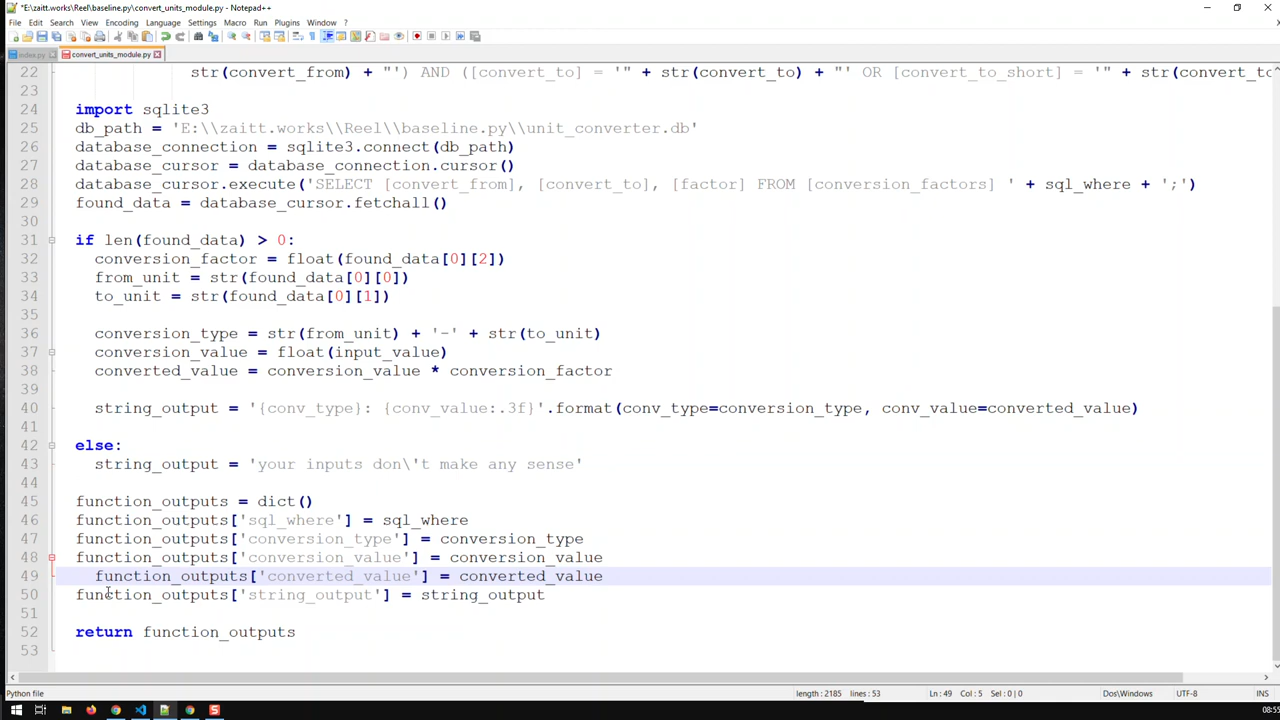 *E:\zaitt.works\Reel\baseline.py\convert_units_module.py - Notepad++
File Edit Search View Encoding Language Settings Macro Run Plugins Window ?
index.py convert_units_module.py
22 str(convert_from) + "') AND ([convert_to] = '" + str(convert_to) + "' OR [convert_to_short] = '" + str(convert_to
23
24 import sqlite3
25 db_path = 'E:\\zaitt.works\\Reel\\baseline.py\\unit_converter.db'
26 database_connection = sqlite3.connect(db_path)
27 database_cursor = database_connection.cursor()
28 database_cursor.execute('SELECT [convert_from], [convert_to], [factor] FROM [conversion_factors] ' + sql_where + ';')
29 found_data = database_cursor.fetchall()
30
31 if len(found_data) > 0:
32 conversion_factor = float(found_data[0][2])
33 from_unit = str(found_data[0][0])
34 to_unit = str(found_data[0][1])
35
36 conversion_type = str(from_unit) + '-' + str(to_unit)
37 conversion_value = float(input_value)
38 converted_value = conversion_value * conversion_factor
39
40 string_output = '{conv_type}: {conv_value:.3f}'.format(conv_type=conversion_type, conv_value=converted_value)
41
42 else:
43 string_output = 'your inputs don\'t make any sense'
44
45 function_outputs = dict()
46 function_outputs['sql_where'] = sql_where
47 function_outputs['conversion_type'] = conversion_type
48 function_outputs['conversion_value'] = conversion_value
49 function_outputs['converted_value'] = converted_value
50 function_outputs['string_output'] = string_output
51
52 return function_outputs
53
Python file length : 2185 lines : 53 Ln : 49 Col : 5 Sel : 0 | 0 Dos\Windows UTF-8 INS